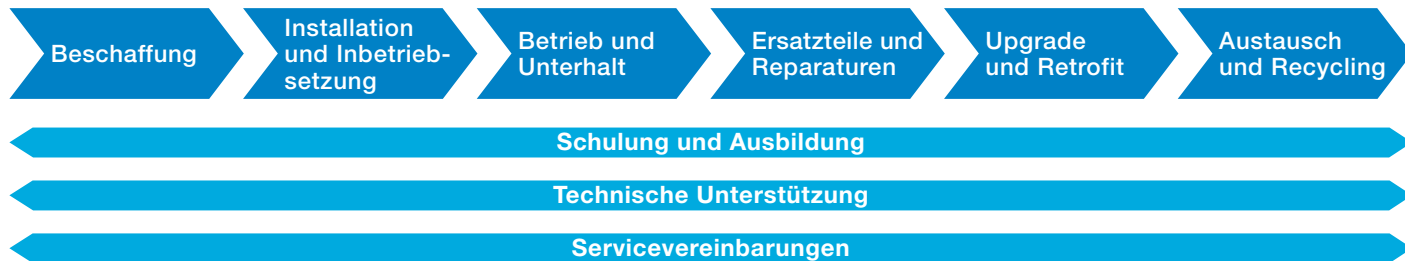 Beschaffung
Installation
und Inbetrieb-
setzung
Betrieb und
Unterhalt
Ersatzteile und
Reparaturen
Upgrade
und Retrofit
Austausch
und Recycling
Schulung und Ausbildung
Technische Unterstützung
Servicevereinbarungen